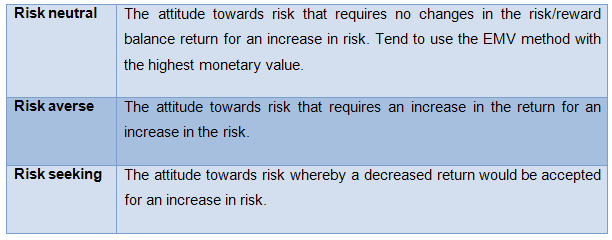 Risk neutral The attitude towards risk that requires no changes in the risk/reward
balance return for an increase in risk. Tend to use the EMV method with
the highest monetary value.
Risk averse The attitude towards risk that requires an increase in the return for an
increase in the risk.
Risk seeking The attitude towards risk whereby a decreased return would be accepted
for an increase in risk.